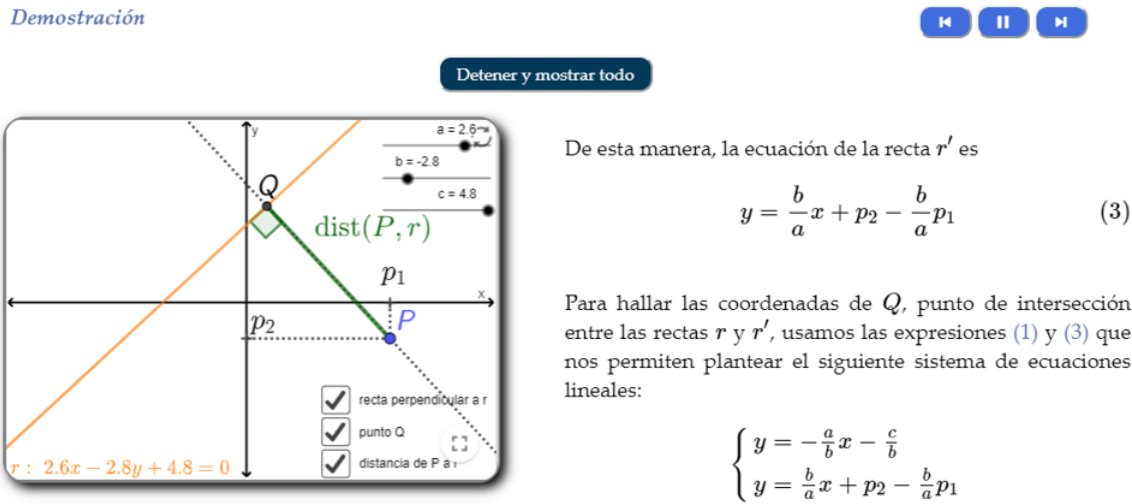 Demostración
Detener y mostrar todo
y
a = 2.6
b = -2.8
c = 4.8
Q
dist(P, r)
p₁
x
p₂
P
recta perpendicular a r
punto Q
distancia de P a r
r : 2.6x − 2.8y + 4.8 = 0
De esta manera, la ecuación de la recta r′ es
y = b/a x + p₂ − b/a p₁ (3)
Para hallar las coordenadas de Q, punto de intersección
entre las rectas r y r′, usamos las expresiones (1) y (3) que
nos permiten plantear el siguiente sistema de ecuaciones
lineales:
y = −a/b x − c/b
y = b/a x + p₂ − b/a p₁